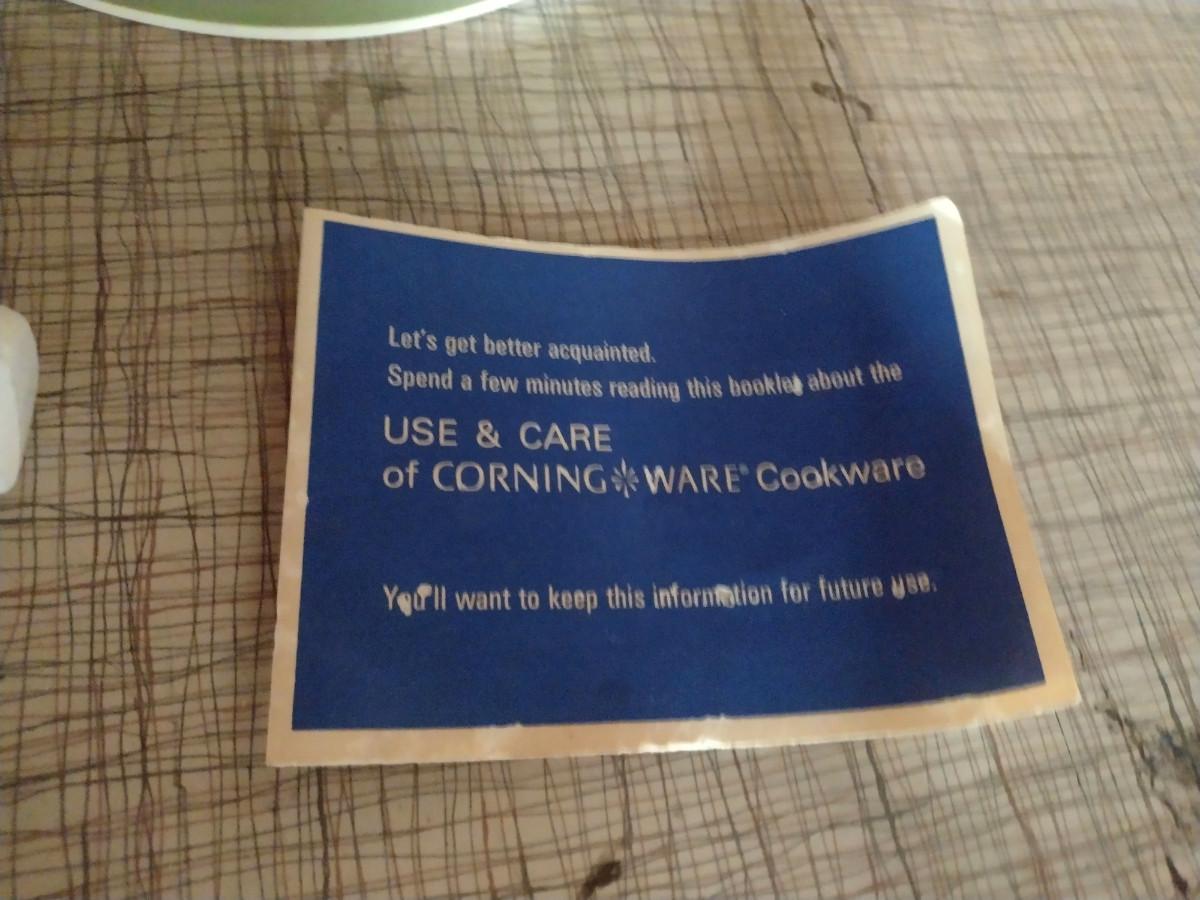 Let's get better acquainted.
Spend a few minutes reading this booklet about the
USE & CARE
of CORNING WARE® Cookware
You'll want to keep this information for future use.